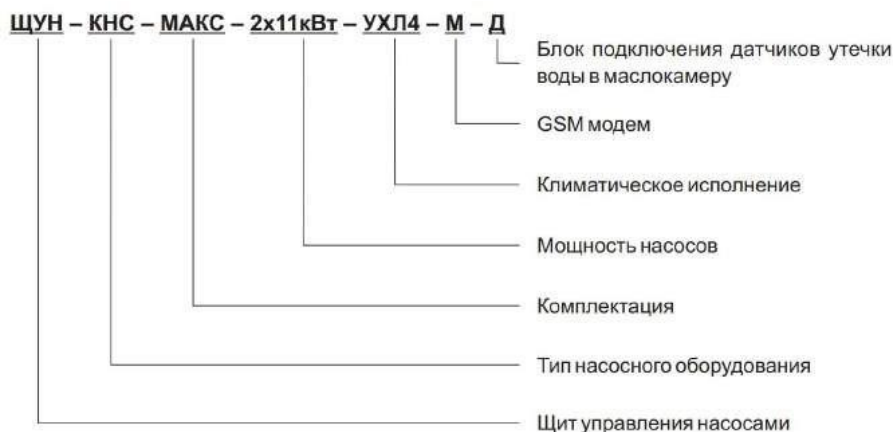 ЩУН – КНС – МАКС – 2х11кВт – УХЛ4 – М – Д
Блок подключения датчиков утечки
воды в маслокамеру
GSM модем
Климатическое исполнение
Мощность насосов
Комплектация
Тип насосного оборудования
Щит управления насосами